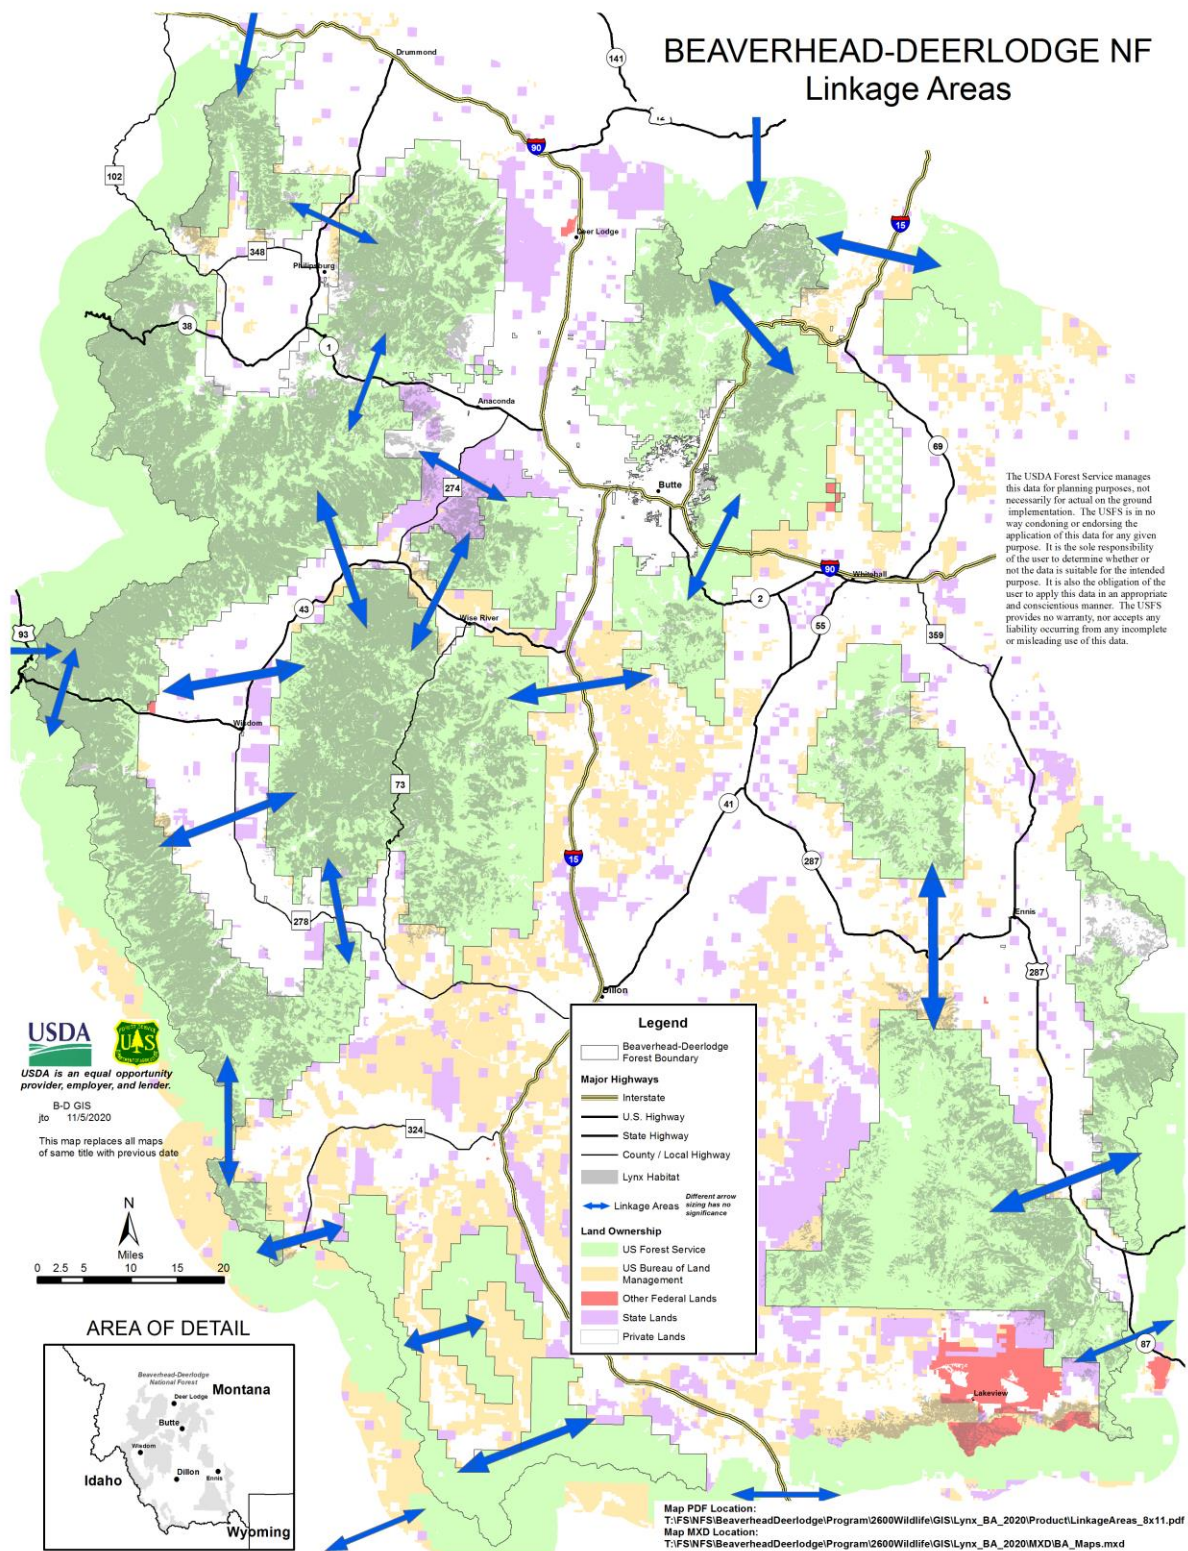 BEAVERHEAD-DEERLODGE NF
Linkage Areas
Drummond
141
12
90
102
15
Deer Lodge
348
Philipsburg
38
1
Anaconda
69
274
Butte
The USDA Forest Service manages
this data for planning purposes, not
necessarily for actual on the ground
implementation. The USFS is in no
way condoning or endorsing the
application of this data for any given
purpose. It is the sole responsibility
of the user to determine whether or
not the data is suitable for the intended
purpose. It is also the obligation of the
user to apply this data in an appropriate
and conscientious manner. The USFS
provides no warranty, nor accepts any
liability occurring from any incomplete
or misleading use of this data.
90
Whitehall
2
43
55
93
Wise River
359
Wisdom
73
41
15
287
278
Ennis
287
Dillon
USDA
FOREST SERVICE
U S
DEPARTMENT OF AGRICULTURE
USDA is an equal opportunity
provider, employer, and lender.
B-D GIS
jto 11/5/2020
This map replaces all maps
of same title with previous date
324
N
Miles
0 2.5 5 10 15 20
Legend
Beaverhead-Deerlodge
Forest Boundary
Major Highways
Interstate
U.S. Highway
State Highway
County / Local Highway
Lynx Habitat
Linkage Areas
Different arrow
sizing has no
significance
Land Ownership
US Forest Service
US Bureau of Land
Management
Other Federal Lands
State Lands
Private Lands
87
Lakeview
AREA OF DETAIL
Beaverhead-Deerlodge
National Forest
Montana
Deer Lodge
Butte
Wisdom
Idaho
Dillon
Ennis
Wyoming
Map PDF Location:
T:\FS\NFS\BeaverheadDeerlodge\Program\2600Wildlife\GIS\Lynx_BA_2020\Product\LinkageAreas_8x11.pdf
Map MXD Location:
T:\FS\NFS\BeaverheadDeerlodge\Program\2600Wildlife\GIS\Lynx_BA_2020\MXD\BA_Maps.mxd